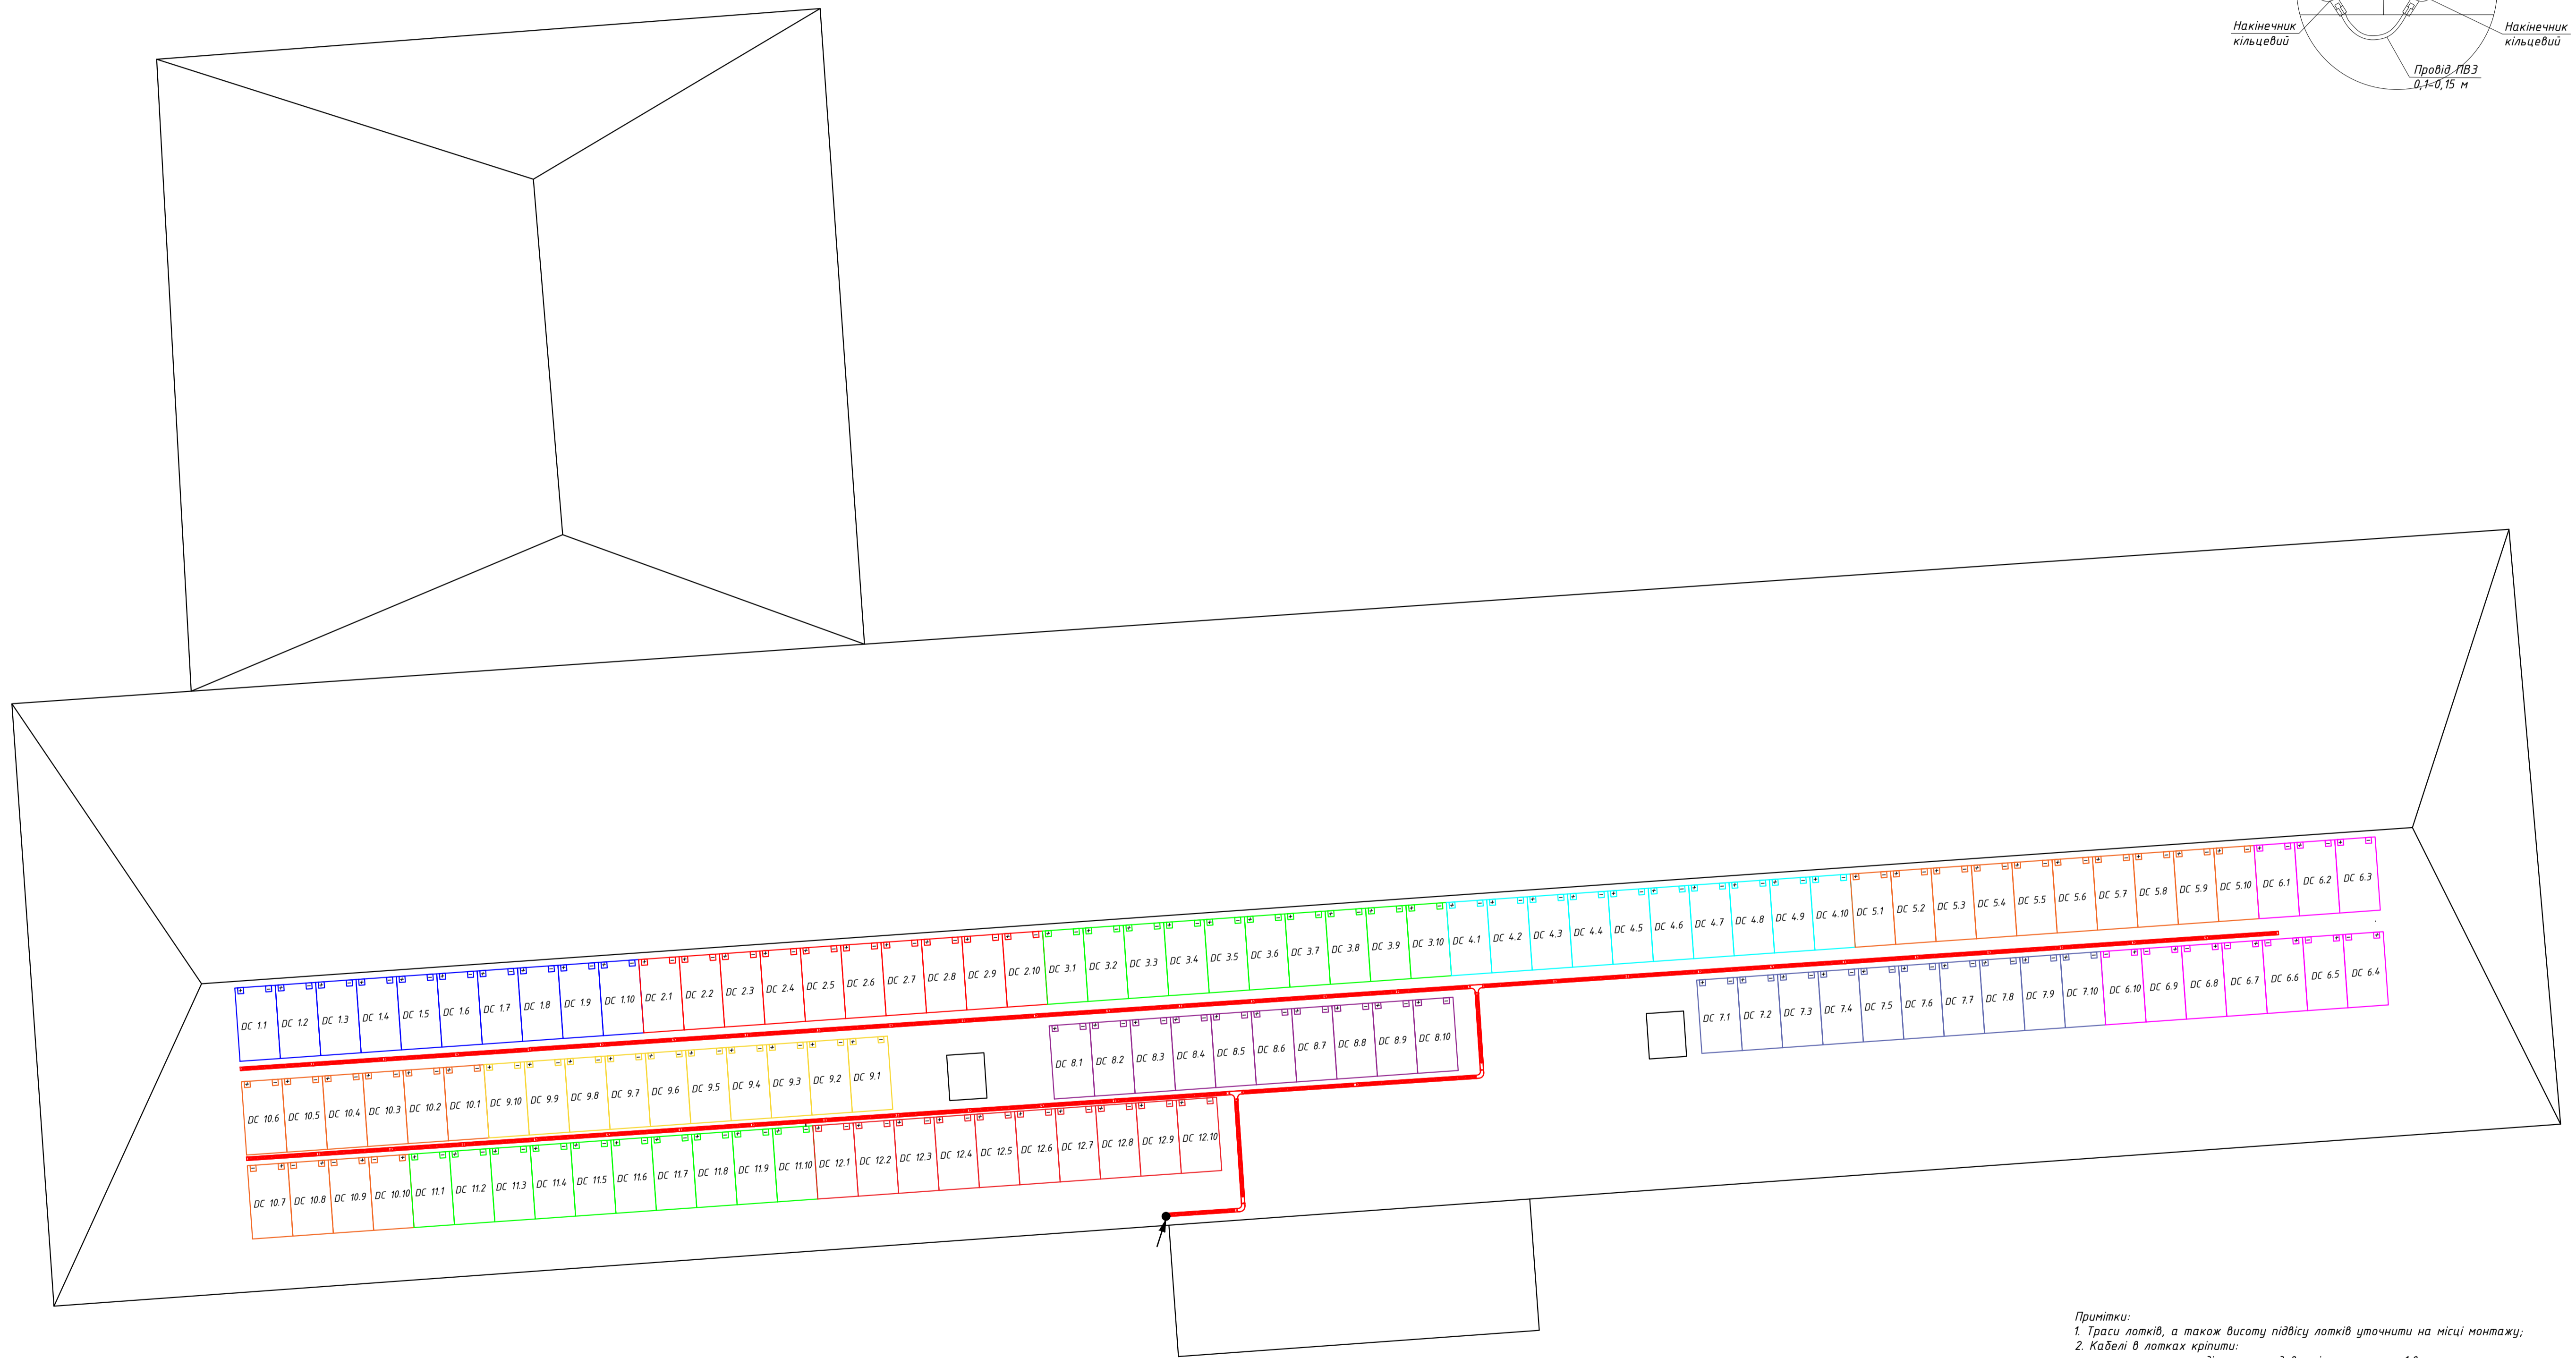 Накінечник
кільцевий
Накінечник
кільцевий
Провід ПВ3
0,1-0,15 м
DC 1.1 DC 1.2 DC 1.3 DC 1.4 DC 1.5 DC 1.6 DC 1.7 DC 1.8 DC 1.9 DC 1.10 DC 2.1 DC 2.2 DC 2.3 DC 2.4 DC 2.5 DC 2.6 DC 2.7 DC 2.8 DC 2.9 DC 2.10 DC 3.1 DC 3.2 DC 3.3 DC 3.4 DC 3.5 DC 3.6 DC 3.7 DC 3.8 DC 3.9 DC 3.10 DC 4.1 DC 4.2 DC 4.3 DC 4.4 DC 4.5 DC 4.6 DC 4.7 DC 4.8 DC 4.9 DC 4.10 DC 5.1 DC 5.2 DC 5.3 DC 5.4 DC 5.5 DC 5.6 DC 5.7 DC 5.8 DC 5.9 DC 5.10 DC 6.1 DC 6.2 DC 6.3
DC 10.6 DC 10.5 DC 10.4 DC 10.3 DC 10.2 DC 10.1 DC 9.10 DC 9.9 DC 9.8 DC 9.7 DC 9.6 DC 9.5 DC 9.4 DC 9.3 DC 9.2 DC 9.1 DC 8.1 DC 8.2 DC 8.3 DC 8.4 DC 8.5 DC 8.6 DC 8.7 DC 8.8 DC 8.9 DC 8.10 DC 7.1 DC 7.2 DC 7.3 DC 7.4 DC 7.5 DC 7.6 DC 7.7 DC 7.8 DC 7.9 DC 7.10 DC 6.10 DC 6.9 DC 6.8 DC 6.7 DC 6.6 DC 6.5 DC 6.4
DC 10.7 DC 10.8 DC 10.9 DC 10.10 DC 11.1 DC 11.2 DC 11.3 DC 11.4 DC 11.5 DC 11.6 DC 11.7 DC 11.8 DC 11.9 DC 11.10 DC 12.1 DC 12.2 DC 12.3 DC 12.4 DC 12.5 DC 12.6 DC 12.7 DC 12.8 DC 12.9 DC 12.10
Примітки:
1. Траси лотків, а також висоту підвісу лотків уточнити на місці монтажу;
2. Кабелі в лотках кріпити: